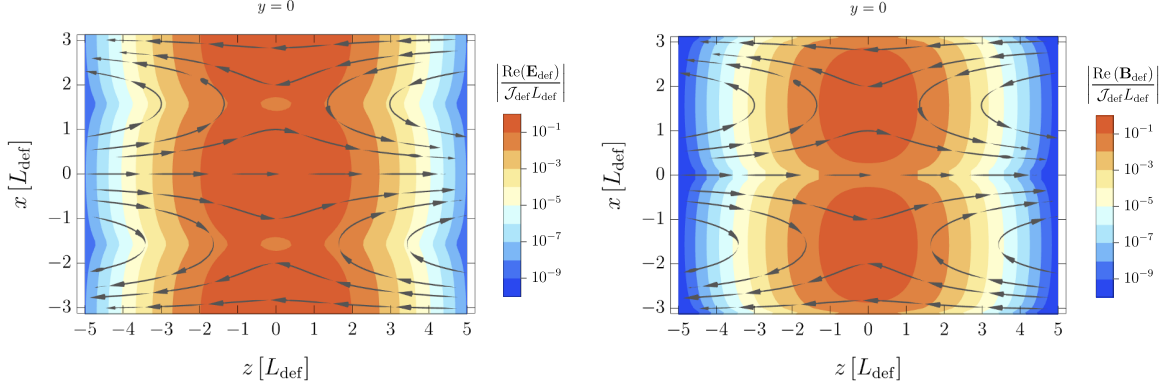 y = 0
|Re(E_def) / 𝒥_def L_def|
10^−1
10^−3
10^−5
10^−7
10^−9
x [L_def]
3
2
1
0
−1
−2
−3
−5 −4 −3 −2 −1 0 1 2 3 4 5
z [L_def]
y = 0
|Re (B_def) / 𝒥_def L_def|
10^−1
10^−3
10^−5
10^−7
10^−9
x [L_def]
3
2
1
0
−1
−2
−3
−5 −4 −3 −2 −1 0 1 2 3 4 5
z [L_def]